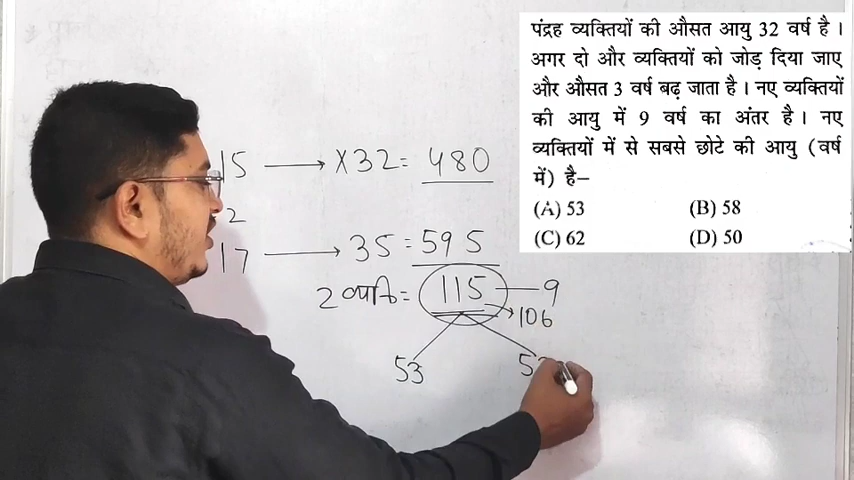 पंद्रह व्यक्तियों की औसत आयु 32 वर्ष है।
अगर दो और व्यक्तियों को जोड़ दिया जाए
और औसत 3 वर्ष बढ़ जाता है। नए व्यक्तियों
की आयु में 9 वर्ष का अंतर है। नए
व्यक्तियों में से सबसे छोटे की आयु (वर्ष
में) है–
(A) 53 (B) 58
(C) 62 (D) 50
15 → X32 = 480
2
17 → 35 = 595
2 व्यक्ति = 115 — 9
→ 106
53